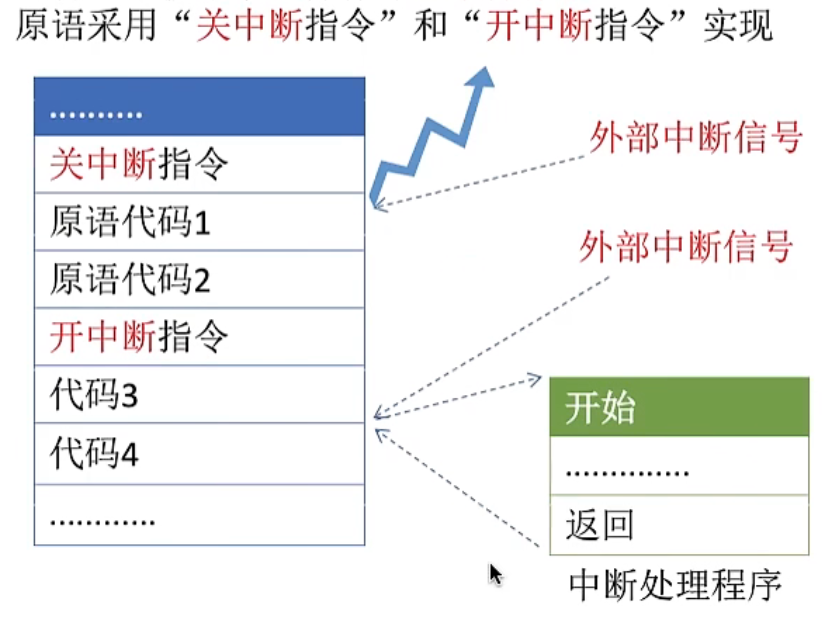 原语采用“关中断指令”和“开中断指令”实现
..........
关中断指令
原语代码1
原语代码2
开中断指令
代码3
代码4
............
外部中断信号
外部中断信号
开始
..............
返回
中断处理程序